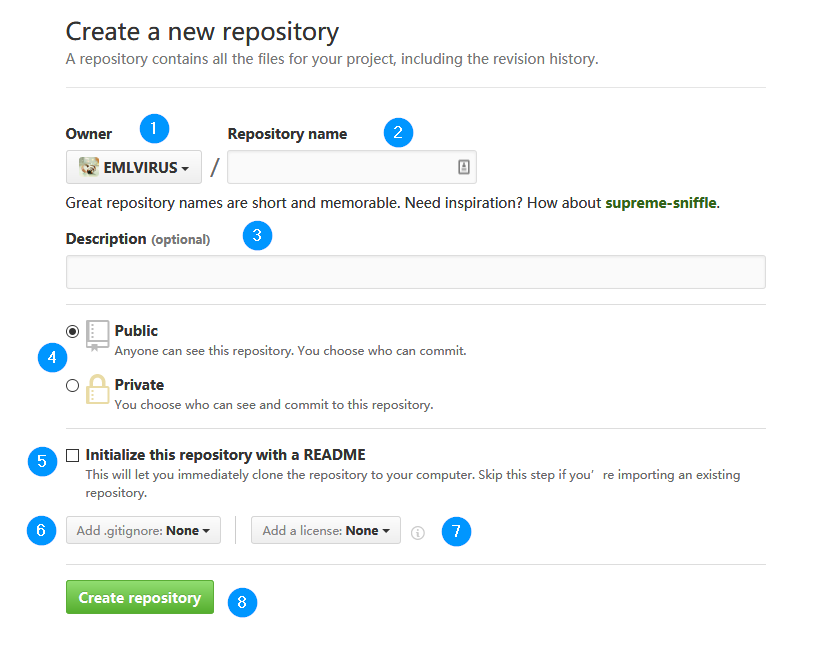 Create a new repository
A repository contains all the files for your project, including the revision history.
Owner 1 Repository name 2
EMLVIRUS /
Great repository names are short and memorable. Need inspiration? How about supreme-sniffle.
Description (optional) 3
Public
4 Anyone can see this repository. You choose who can commit.
Private
You choose who can see and commit to this repository.
5 Initialize this repository with a README
This will let you immediately clone the repository to your computer. Skip this step if you’re importing an existing
repository.
6 Add .gitignore: None Add a license: None 7
Create repository 8